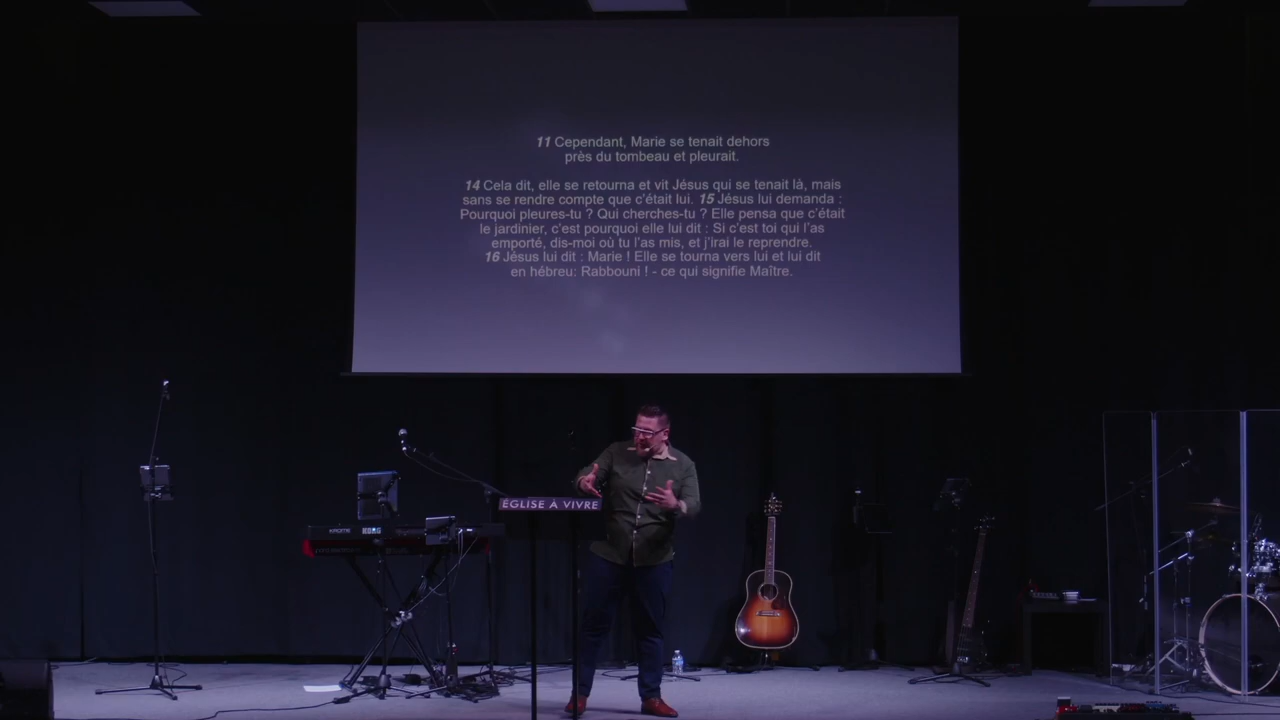 11 Cependant, Marie se tenait dehors
près du tombeau et pleurait.
14 Cela dit, elle se retourna et vit Jésus qui se tenait là, mais
sans se rendre compte que c'était lui. 15 Jésus lui demanda :
Pourquoi pleures-tu ? Qui cherches-tu ? Elle pensa que c'était
le jardinier, c'est pourquoi elle lui dit : Si c'est toi qui l'as
emporté, dis-moi où tu l'as mis, et j'irai le reprendre.
16 Jésus lui dit : Marie ! Elle se tourna vers lui et lui dit
en hébreu: Rabbouni ! - ce qui signifie Maître.
ÉGLISE À VIVRE
KORG